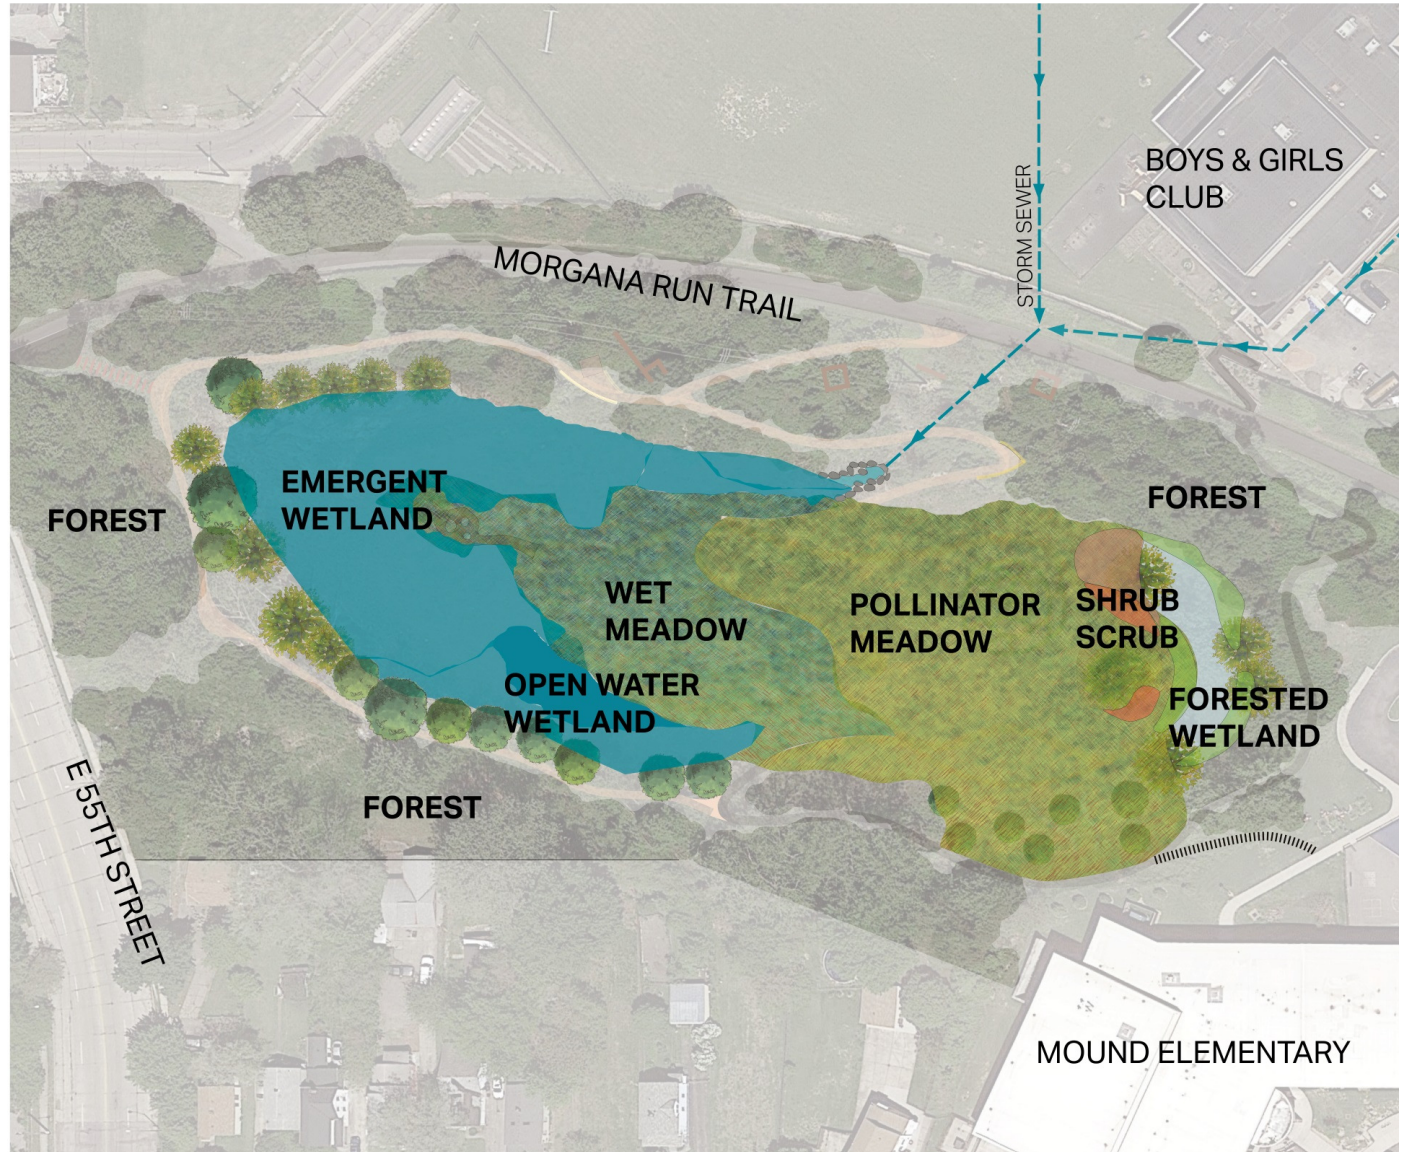 BOYS & GIRLS
CLUB
STORM SEWER
MORGANA RUN TRAIL
EMERGENT
WETLAND
FOREST
FOREST
WET
MEADOW
POLLINATOR
MEADOW
SHRUB
SCRUB
OPEN WATER
WETLAND
FORESTED
WETLAND
FOREST
E 55TH STREET
MOUND ELEMENTARY